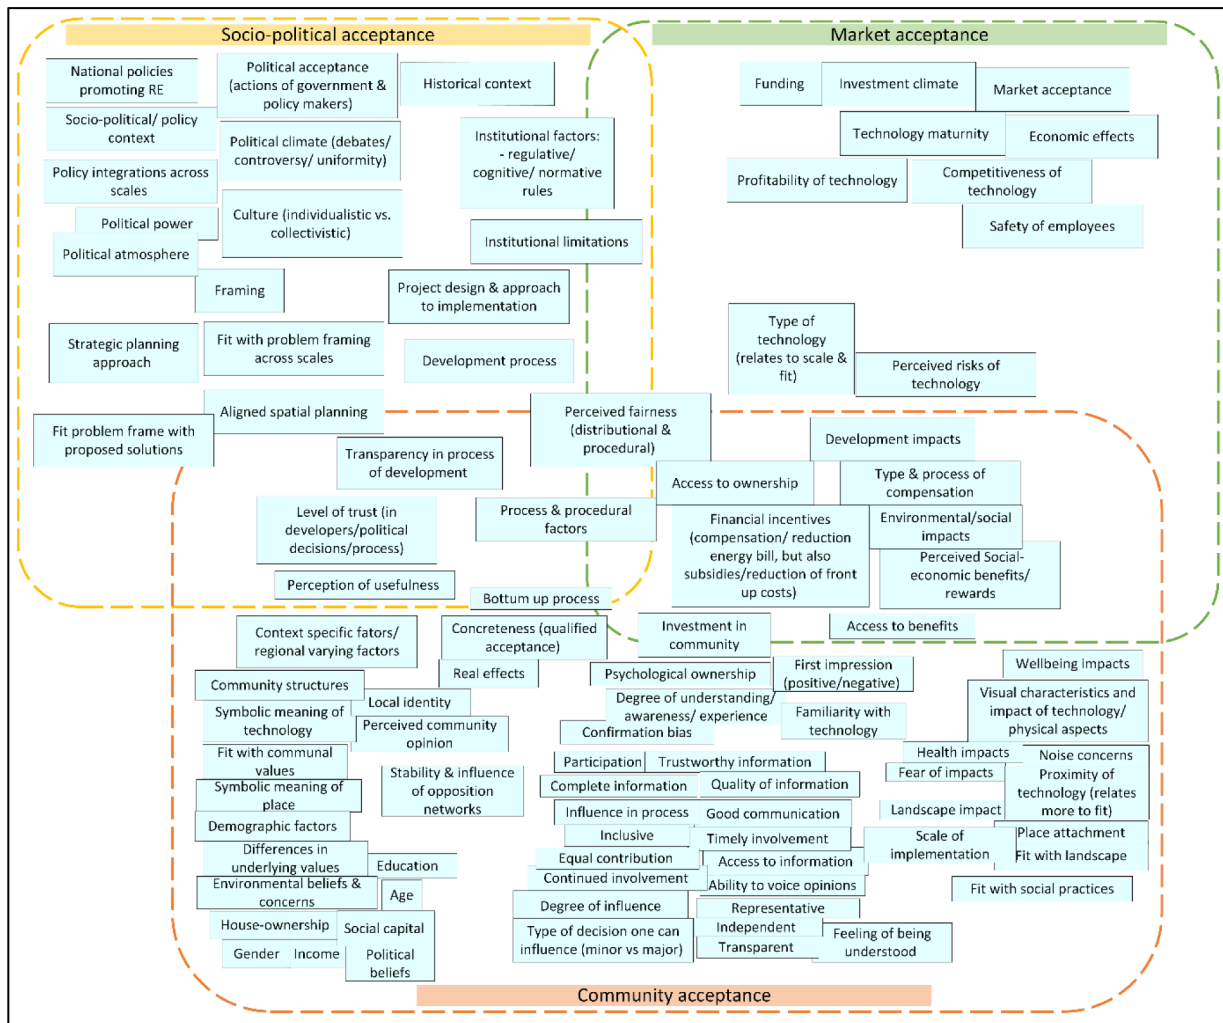 Socio-political acceptance
Market acceptance
National policies
promoting RE
Political acceptance
(actions of government &
policy makers)
Historical context
Socio-political/ policy
context
Political climate (debates/
controversy/ uniformity)
Institutional factors:
- regulative/
cognitive/ normative
rules
Policy integrations across
scales
Political power
Culture (individualistic vs.
collectivistic)
Institutional limitations
Political atmosphere
Framing
Project design & approach
to implementation
Strategic planning
approach
Fit with problem framing
across scales
Development process
Funding
Investment climate
Market acceptance
Technology maturnity
Economic effects
Profitability of technology
Competitiveness of
technology
Safety of employees
Type of
technology
(relates to scale &
fit)
Perceived risks of
technology
Aligned spatial planning
Fit problem frame with
proposed solutions
Perceived fairness
(distributional &
procedural)
Transparency in process
of development
Level of trust (in
developers/political
decisions/process)
Process & procedural
factors
Perception of usefulness
Bottum up process
Development impacts
Access to ownership
Type & process of
compensation
Financial incentives
(compensation/ reduction
energy bill, but also
subsidies/reduction of front
up costs)
Environmental/social
impacts
Perceived Social-
economic benefits/
rewards
Access to benefits
Investment in
community
Context specific fators/
regional varying factors
Concreteness (qualified
acceptance)
Real effects
Community structures
Local identity
Symbolic meaning of
technology
Perceived community
opinion
Fit with communal
values
Symbolic meaning of
place
Stability & influence
of opposition
networks
Demographic factors
Differences in
underlying values
Education
Environmental beliefs &
concerns
Age
House-ownership
Social capital
Gender
Income
Political
beliefs
Psychological ownership
First impression
(positive/negative)
Degree of understanding/
awareness/ experience
Familiarity with
technology
Confirmation bias
Participation
Trustworthy information
Complete information
Quality of information
Influence in process
Good communication
Inclusive
Timely involvement
Equal contribution
Access to information
Continued involvement
Ability to voice opinions
Degree of influence
Representative
Type of decision one can
influence (minor vs major)
Independent
Transparent
Feeling of being
understood
Wellbeing impacts
Visual characteristics and
impact of technology/
physical aspects
Health impacts
Noise concerns
Fear of impacts
Proximity of
technology (relates
more to fit)
Landscape impact
Scale of
implementation
Place attachment
Fit with landscape
Fit with social practices
Community acceptance